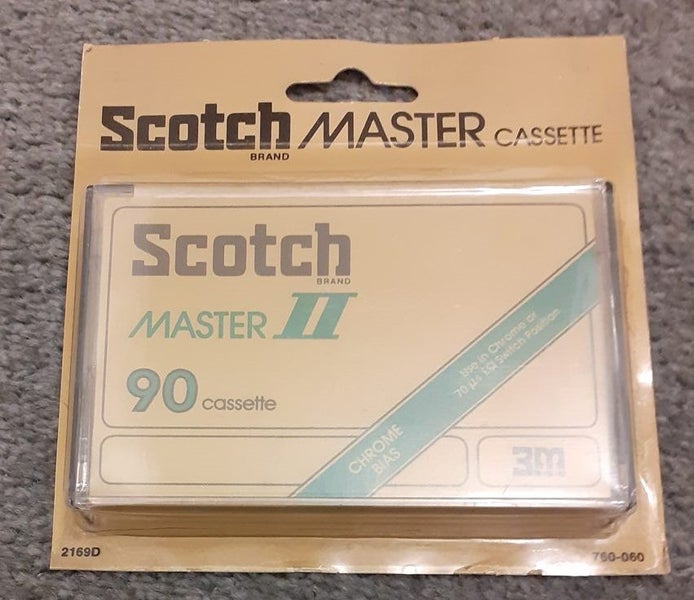 Scotch MASTER CASSETTE
BRAND
Scotch
BRAND
MASTER II
90 cassette
Use in Chrome or
70 µs EQ Switch Position
CHROME
BIAS
3M
2169D
760-060